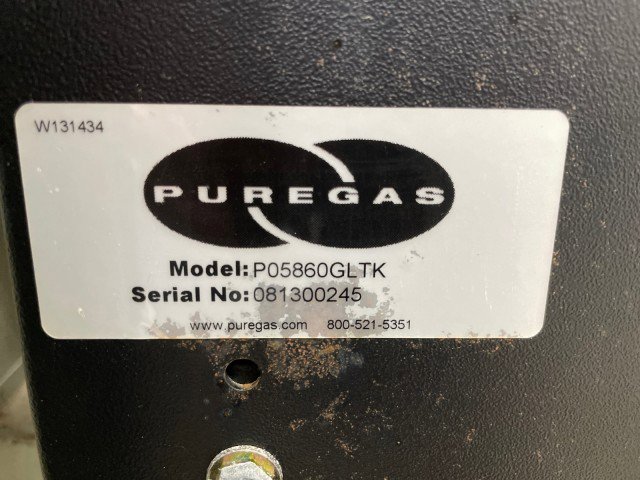 W131434
PUREGAS
Model: P05860GLTK
Serial No: 081300245
www.puregas.com 800-521-5351